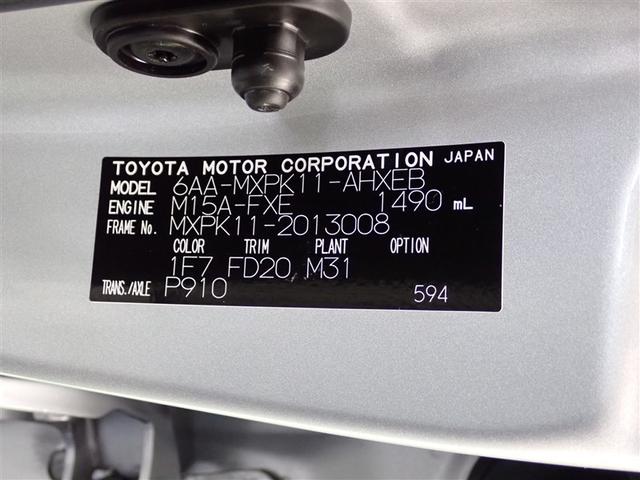 TOYOTA MOTOR CORPORATION JAPAN
MODEL 6AA-MXPK11-AHXEB
ENGINE M15A-FXE 1490 mL
FRAME No. MXPK11-2013008
COLOR TRIM PLANT OPTION
1F7 FD20 M31
TRANS./AXLE P910 594